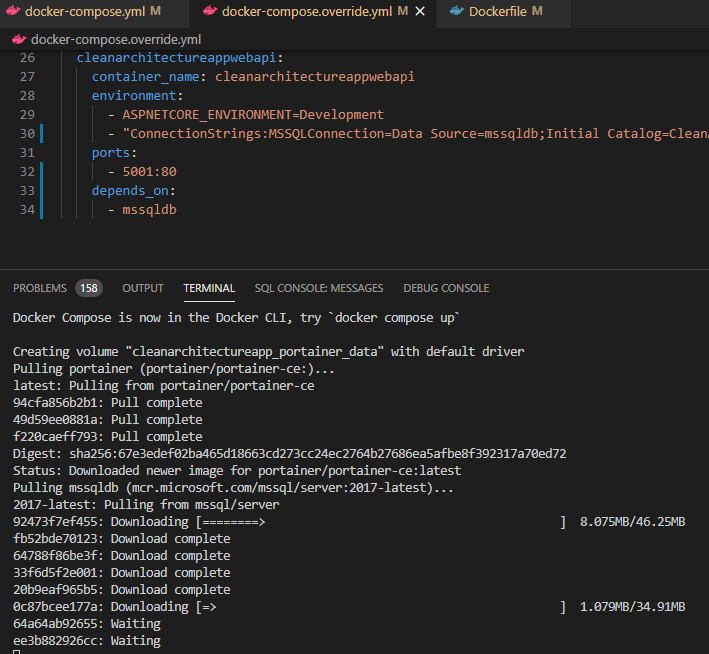 docker-compose.yml M docker-compose.override.yml M × Dockerfile M
docker-compose.override.yml
26 cleanarchitectureappwebapi:
27 container_name: cleanarchitectureappwebapi
28 environment:
29 - ASPNETCORE_ENVIRONMENT=Development
30 - "ConnectionStrings:MSSQLConnection=Data Source=mssqldb;Initial Catalog=Clean
31 ports:
32 - 5001:80
33 depends_on:
34 - mssqldb
PROBLEMS 158 OUTPUT TERMINAL SQL CONSOLE: MESSAGES DEBUG CONSOLE
Docker Compose is now in the Docker CLI, try `docker compose up`
Creating volume "cleanarchitectureapp_portainer_data" with default driver
Pulling portainer (portainer/portainer-ce:)...
latest: Pulling from portainer/portainer-ce
94cfa856b2b1: Pull complete
49d59ee0881a: Pull complete
f220caeff793: Pull complete
Digest: sha256:67e3edef02ba465d18663cd273cc24ec2764b27686ea5afbe8f392317a70ed72
Status: Downloaded newer image for portainer/portainer-ce:latest
Pulling mssqldb (mcr.microsoft.com/mssql/server:2017-latest)...
2017-latest: Pulling from mssql/server
92473f7ef455: Downloading [========> ] 8.075MB/46.25MB
fb52bde70123: Download complete
64788f86be3f: Download complete
33f6d5f2e001: Download complete
20b9eaf965b5: Download complete
0c87bcee177a: Downloading [=> ] 1.079MB/34.91MB
64a64ab92655: Waiting
ee3b882926cc: Waiting